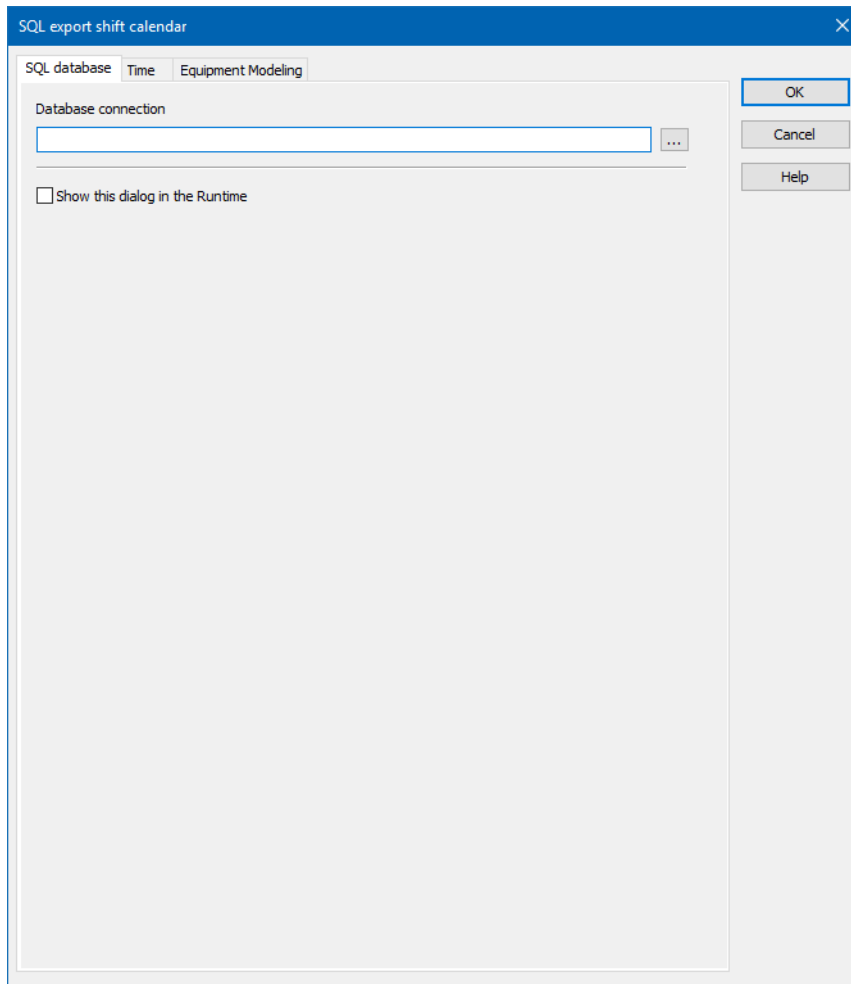 SQL export shift calendar
SQL database Time Equipment Modeling
OK
Database connection
...
Cancel
Help
Show this dialog in the Runtime